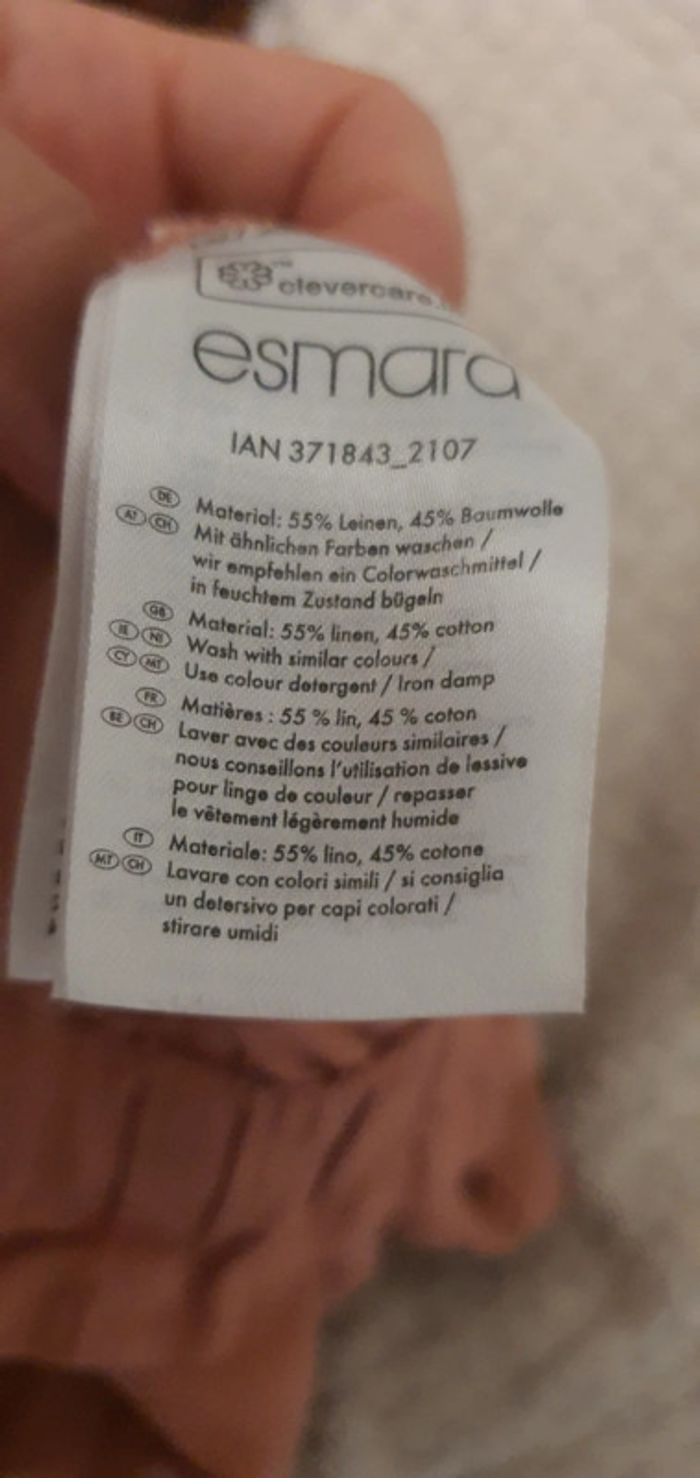 clevercare.
esmara
IAN 371843_2107
DE Material: 55% Leinen, 45% Baumwolle
AT CH Mit ähnlichen Farben waschen /
wir empfehlen ein Colorwaschmittel /
in feuchtem Zustand bügeln
GB Material: 55% linen, 45% cotton
IE NI Wash with similar colours /
CY MT Use colour detergent / Iron damp
FR Matières : 55 % lin, 45 % coton
BE CH Laver avec des couleurs similaires /
nous conseillons l'utilisation de lessive
pour linge de couleur / repasser
le vêtement légèrement humide
IT Materiale: 55% lino, 45% cotone
MT CH Lavare con colori simili / si consiglia
un detersivo per capi colorati /
stirare umidi